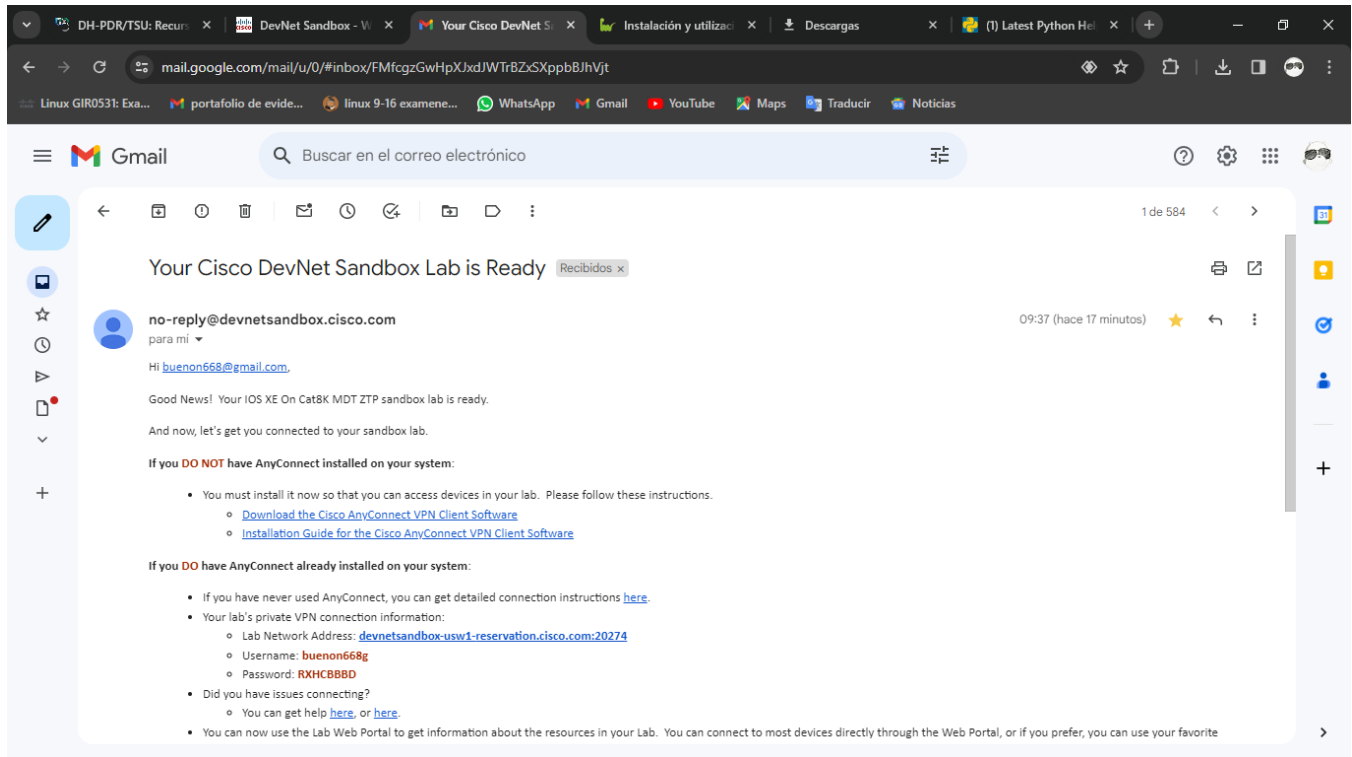 DH-PDR/TSU: Recurs
DevNet Sandbox - W
Your Cisco DevNet Sa
Instalación y utilizaci
Descargas
(1) Latest Python Hel
mail.google.com/mail/u/0/#inbox/FMfcgzGwHpXJxdJWTrBZxSXppbBJhVjt
Linux GIR0531: Exa...
portafolio de evide...
linux 9-16 examene...
WhatsApp
Gmail
YouTube
Maps
Traducir
Noticias
Gmail
Buscar en el correo electrónico
1 de 584
Your Cisco DevNet Sandbox Lab is Ready
Recibidos ×
no-reply@devnetsandbox.cisco.com
09:37 (hace 17 minutos)
para mí
Hi buenon668@gmail.com,
Good News! Your IOS XE On Cat8K MDT ZTP sandbox lab is ready.
And now, let's get you connected to your sandbox lab.
If you DO NOT have AnyConnect installed on your system:
You must install it now so that you can access devices in your lab. Please follow these instructions.
Download the Cisco AnyConnect VPN Client Software
Installation Guide for the Cisco AnyConnect VPN Client Software
If you DO have AnyConnect already installed on your system:
If you have never used AnyConnect, you can get detailed connection instructions here.
Your lab's private VPN connection information:
Lab Network Address: devnetsandbox-usw1-reservation.cisco.com:20274
Username: buenon668g
Password: RXHCBBBD
Did you have issues connecting?
You can get help here, or here.
You can now use the Lab Web Portal to get information about the resources in your Lab. You can connect to most devices directly through the Web Portal, or if you prefer, you can use your favorite
31